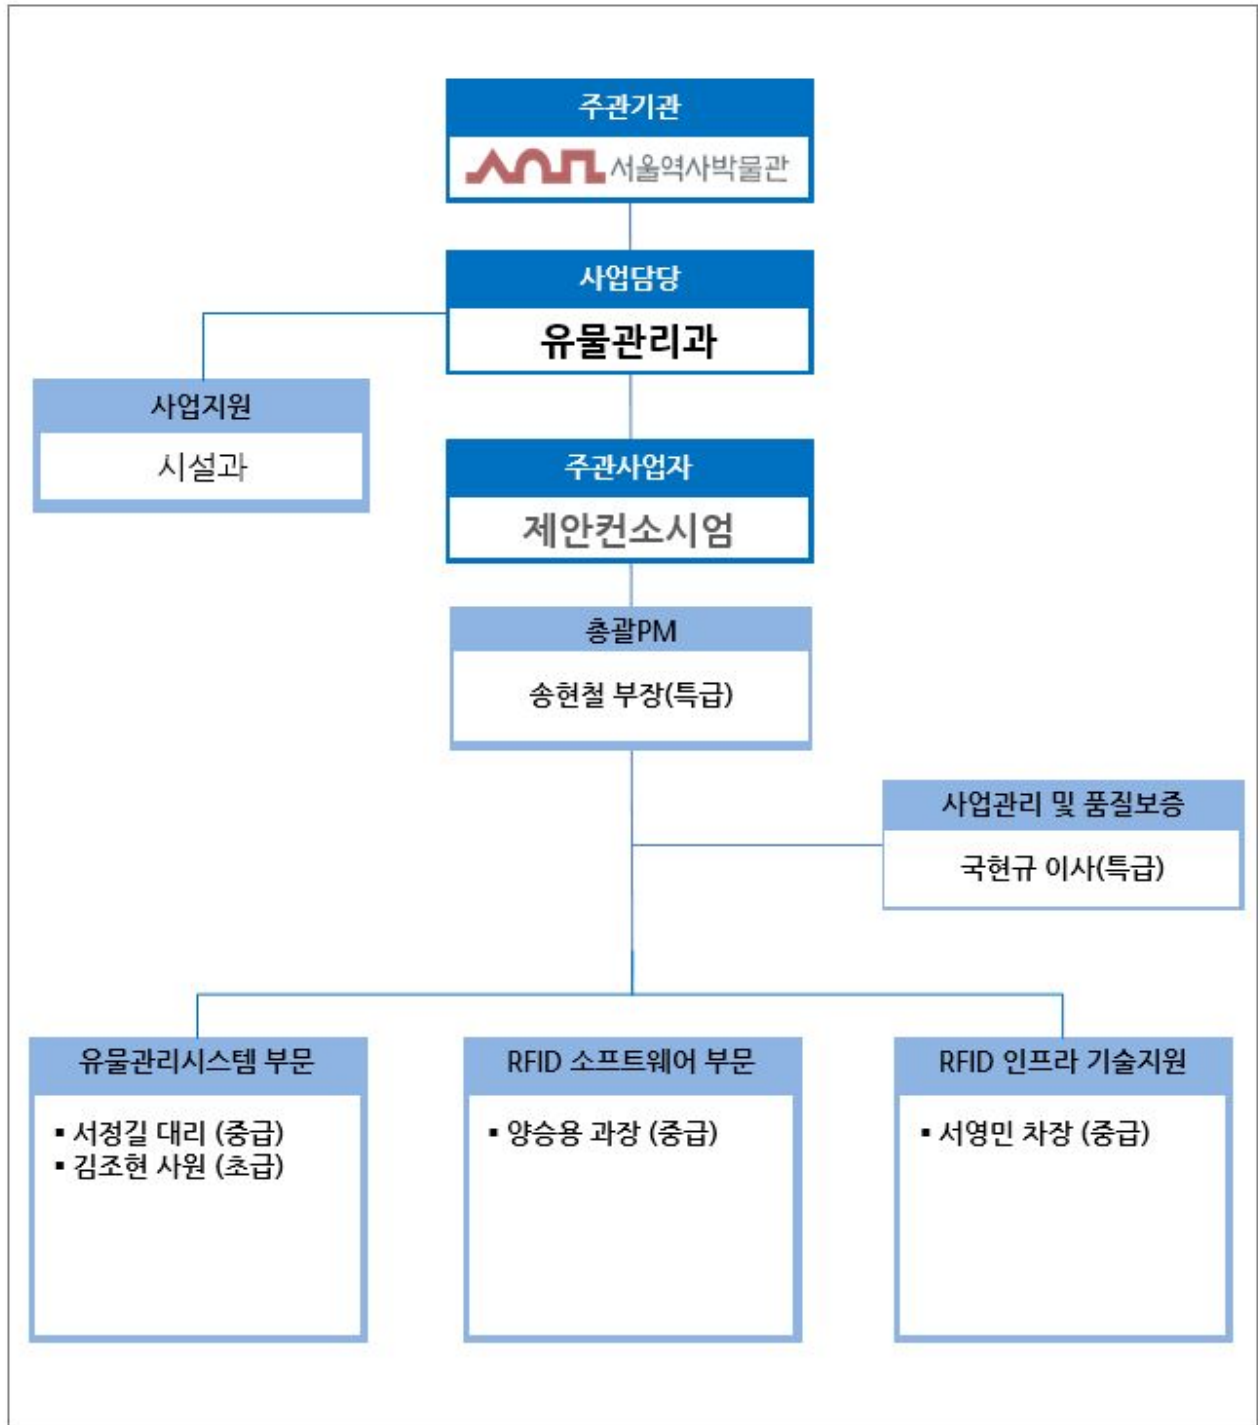 주관기관
서울역사박물관
사업담당
유물관리과
사업지원
시설과
주관사업자
제안컨소시엄
총괄PM
송현철 부장(특급)
사업관리 및 품질보증
국현규 이사(특급)
유물관리시스템 부문
▪ 서정길 대리 (중급)
▪ 김조현 사원 (초급)
RFID 소프트웨어 부문
▪ 양승용 과장 (중급)
RFID 인프라 기술지원
▪ 서영민 차장 (중급)